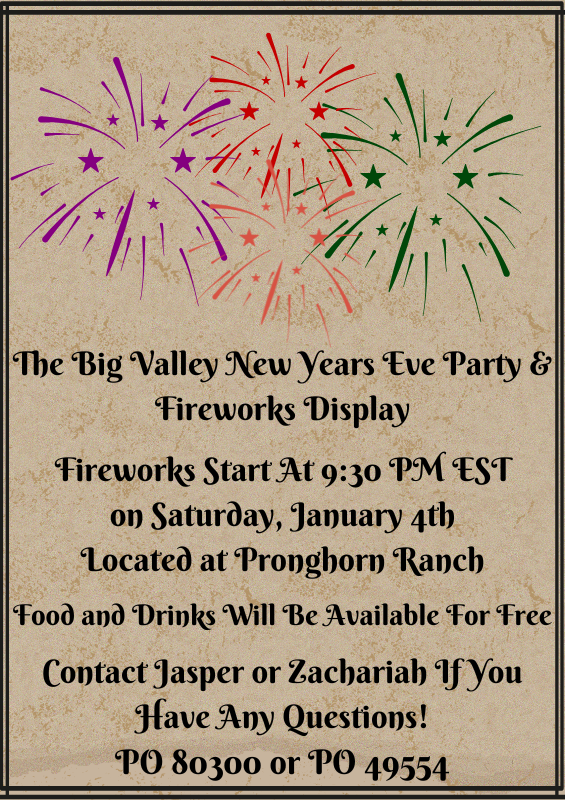 The Big Valley New Years Eve Party &
Fireworks Display
Fireworks Start At 9:30 PM EST
on Saturday, January 4th
Located at Pronghorn Ranch
Food and Drinks Will Be Available For Free
Contact Jasper or Zachariah If You
Have Any Questions!
PO 80300 or PO 49554